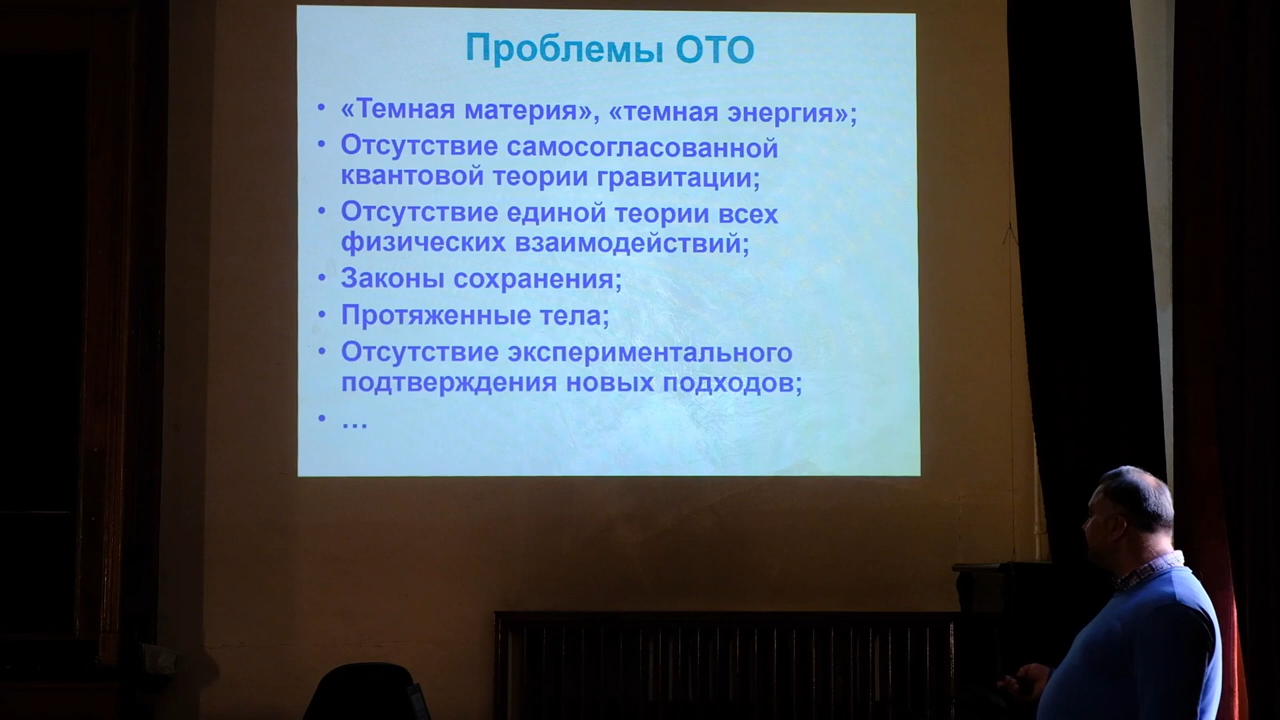 Проблемы ОТО
• «Темная материя», «темная энергия»;
• Отсутствие самосогласованной
квантовой теории гравитации;
• Отсутствие единой теории всех
физических взаимодействий;
• Законы сохранения;
• Протяженные тела;
• Отсутствие экспериментального
подтверждения новых подходов;
• …